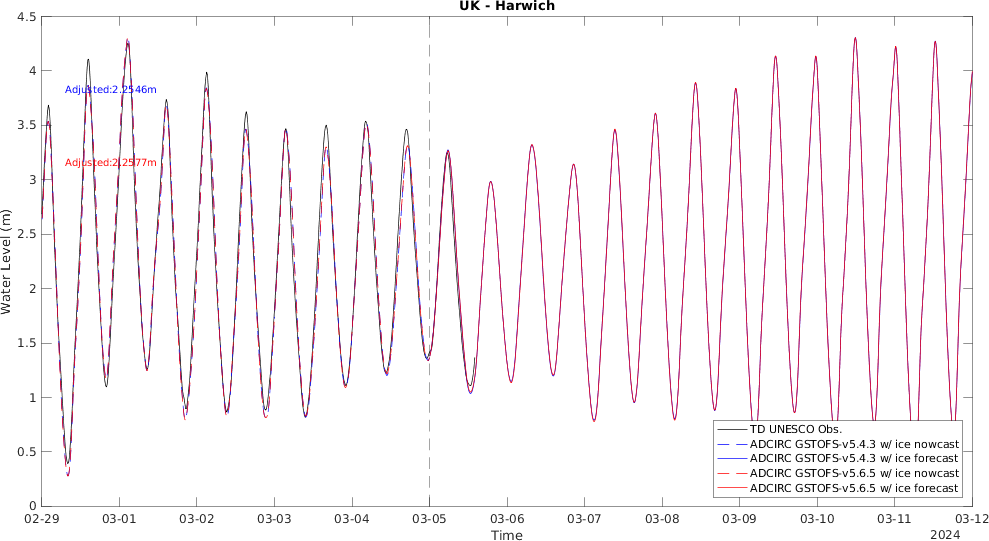 UK - Harwich
4.5
4
3.5
3
2.5
2
1.5
1
0.5
0
Water Level (m)
Adjusted:2.2546m
Adjusted:2.2577m
TD UNESCO Obs.
ADCIRC GSTOFS-v5.4.3 w/ ice nowcast
ADCIRC GSTOFS-v5.4.3 w/ ice forecast
ADCIRC GSTOFS-v5.6.5 w/ ice nowcast
ADCIRC GSTOFS-v5.6.5 w/ ice forecast
02-29 03-01 03-02 03-03 03-04 03-05 03-06 03-07 03-08 03-09 03-10 03-11 03-12
Time
2024